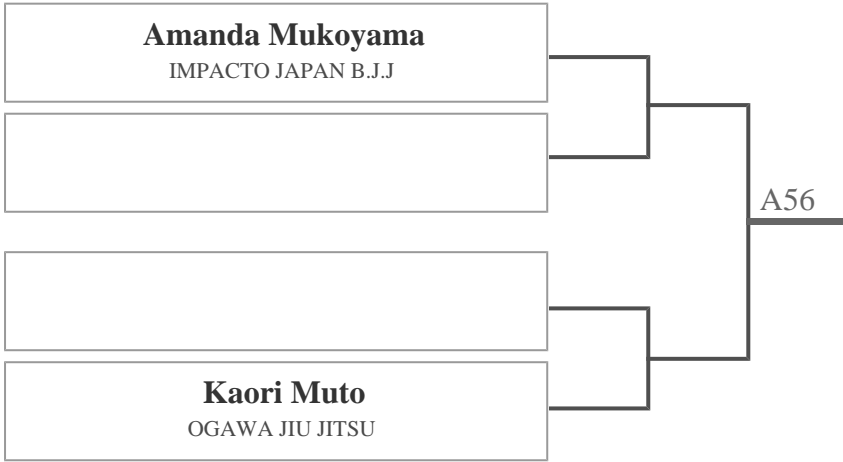 Amanda Mukoyama
IMPACTO JAPAN B.J.J
A56
Kaori Muto
OGAWA JIU JITSU